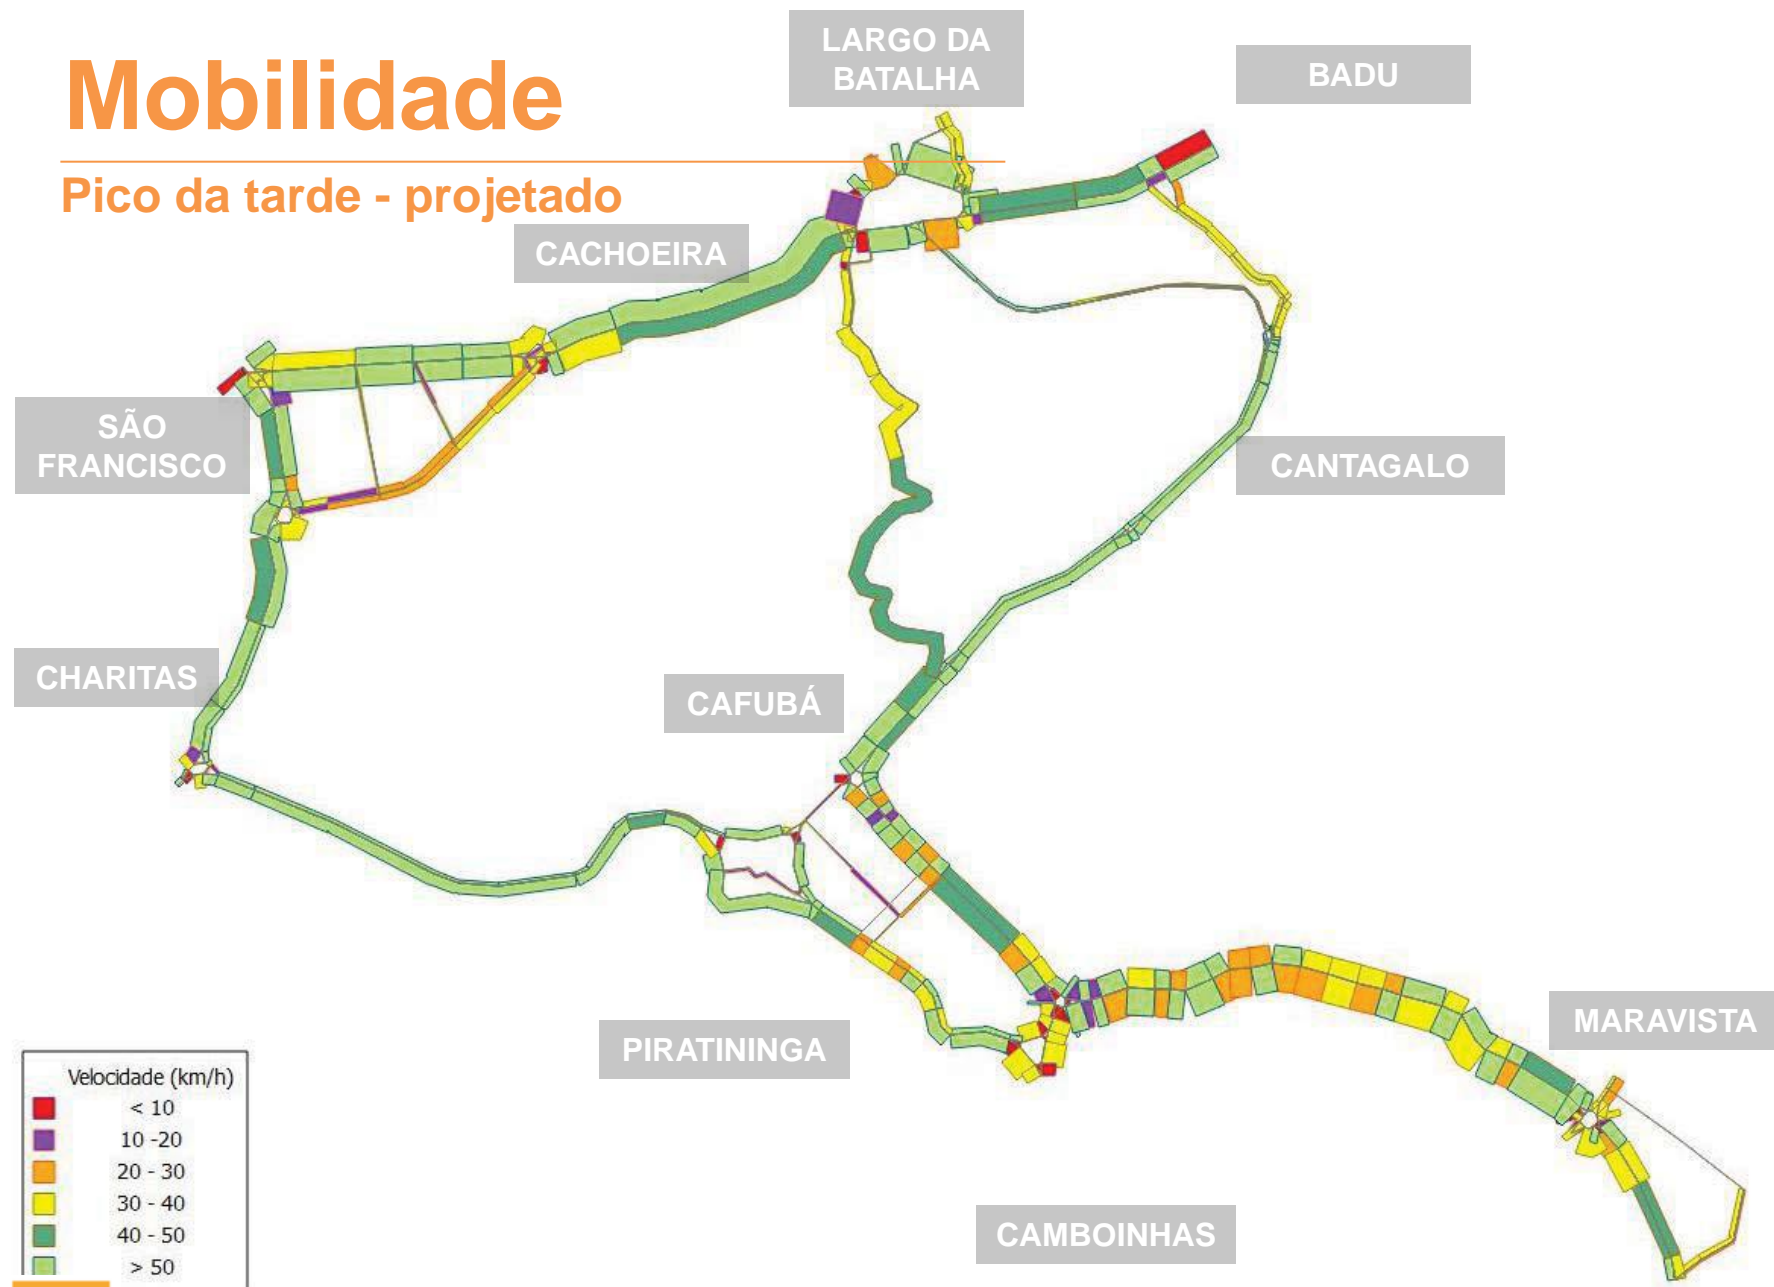 Mobilidade
Pico da tarde - projetado
LARGO DA
BATALHA
BADU
CACHOEIRA
SÃO
FRANCISCO
CANTAGALO
CHARITAS
CAFUBÁ
PIRATININGA
MARAVISTA
CAMBOINHAS
Velocidade (km/h)
< 10
10 -20
20 - 30
30 - 40
40 - 50
> 50